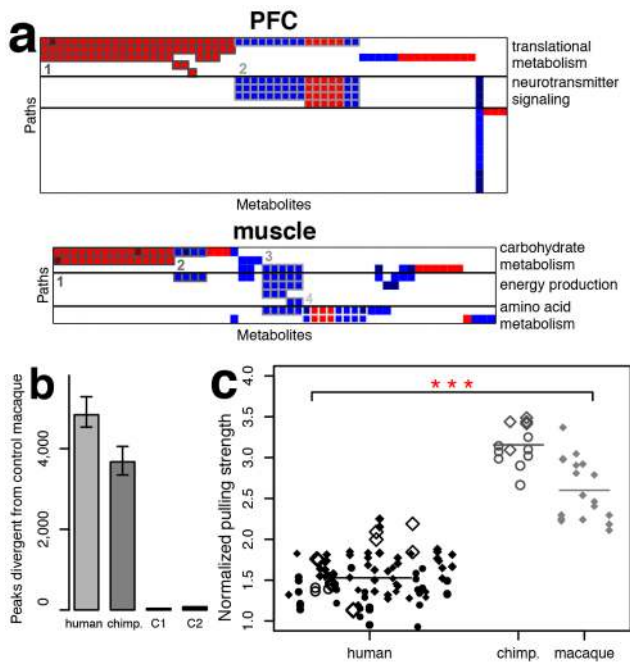 a
PFC
translational
metabolism
neurotransmitter
signaling
1
2
Paths
Metabolites
muscle
carbohydrate
metabolism
energy production
amino acid
metabolism
1
2
3
4
Paths
Metabolites
b
Peaks divergent from control macaque
0
2,000
4,000
human
chimp.
C1
C2
c
Normalized pulling strength
4.0
3.5
3.0
2.5
2.0
1.5
1.0
***
human
chimp.
macaque